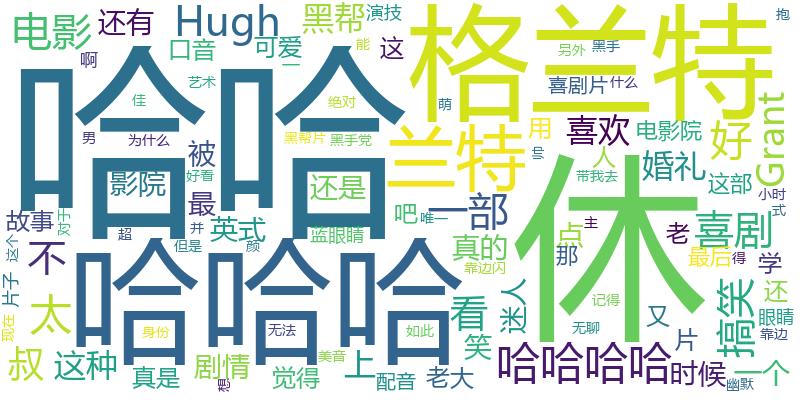 电影
还有
Hugh
黑帮
演技
格兰特
抱
口音
可爱
能
这
另外
黑手
啊
一
喜剧片
什么
哈哈
艺术
佳
绝对
萌
兰特
用
喜欢
电影院
好
Grant
男
为什么
黑帮片
黑手党
被
号
人
婚礼
影院
好看
还是
带我去
这部
小时
故事
对于
最
一部
休
式
英式
吧
唯一
点
主
老
喜剧
超
并
蓝眼睛
真的
那
最后
得
学
这个
不
但是
颜
靠边闪
片子
哈哈哈
迷人
搞笑
还
现在
太
看
记得
又
眼睛
身份
无法
如此
笑
无聊
片
靠边
叔
这种
剧情
美音
上
哈哈哈哈
时候
一个
真是
想
觉得
配音
老大
幽默